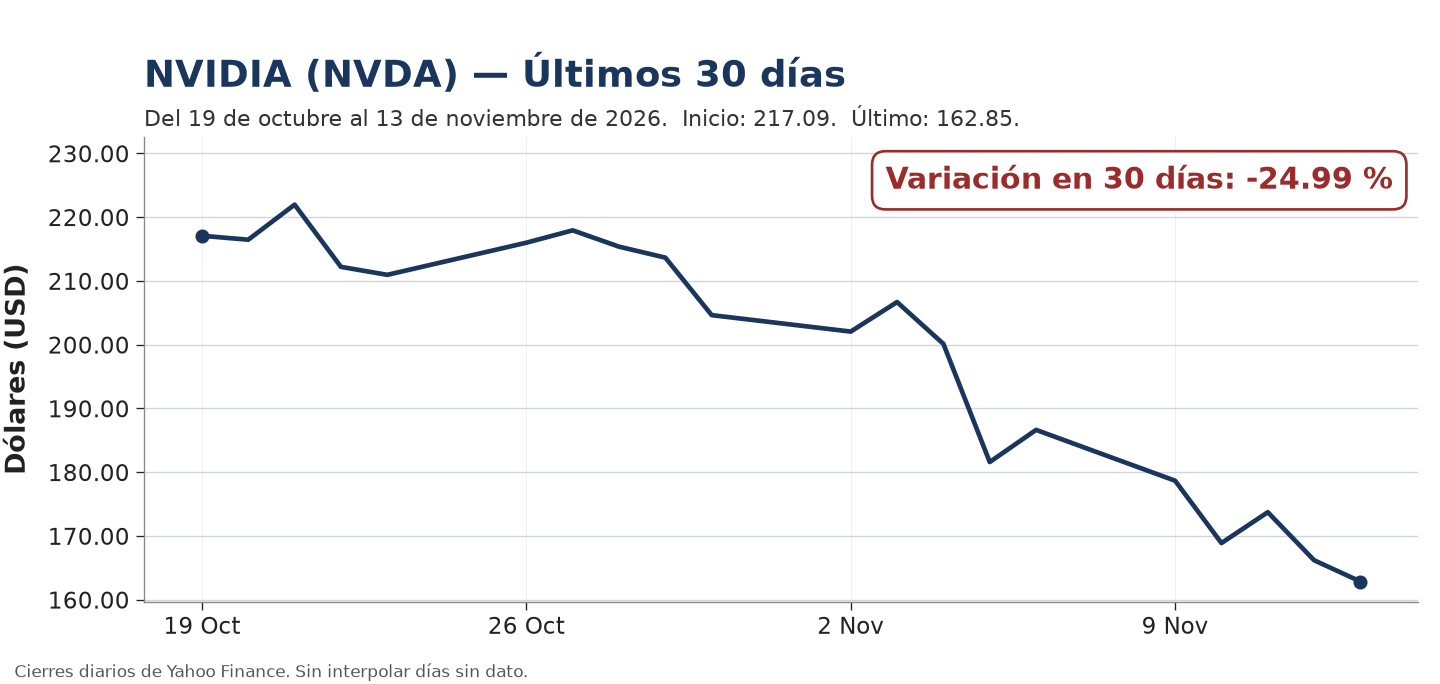 NVIDIA (NVDA) — Últimos 30 días
Del 19 de octubre al 13 de noviembre de 2026.  Inicio: 217.09.  Último: 162.85.
Variación en 30 días: -24.99 %
Dólares (USD)
230.00
220.00
210.00
200.00
190.00
180.00
170.00
160.00
19 Oct
26 Oct
2 Nov
9 Nov
Cierres diarios de Yahoo Finance. Sin interpolar días sin dato.